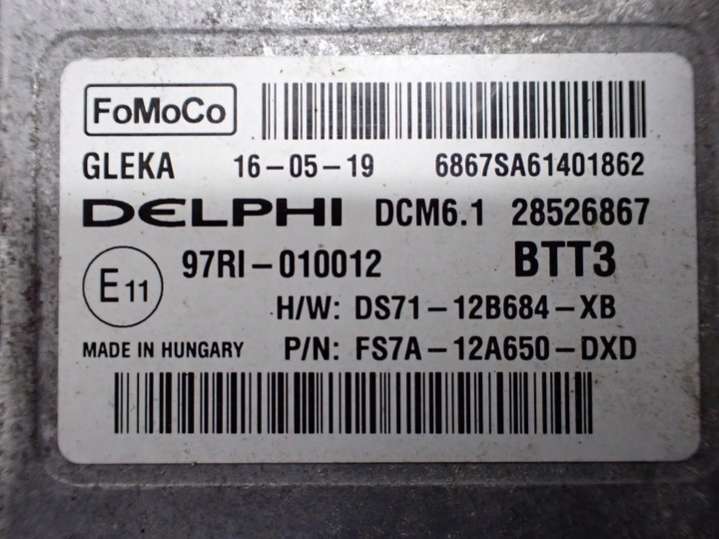 FoMoCo
GLEKA 16-05-19 6867SA61401862
DELPHI DCM6.1 28526867
E11 97RI-010012 BTT3
H/W: DS71-12B684-XB
MADE IN HUNGARY P/N: FS7A-12A650-DXD